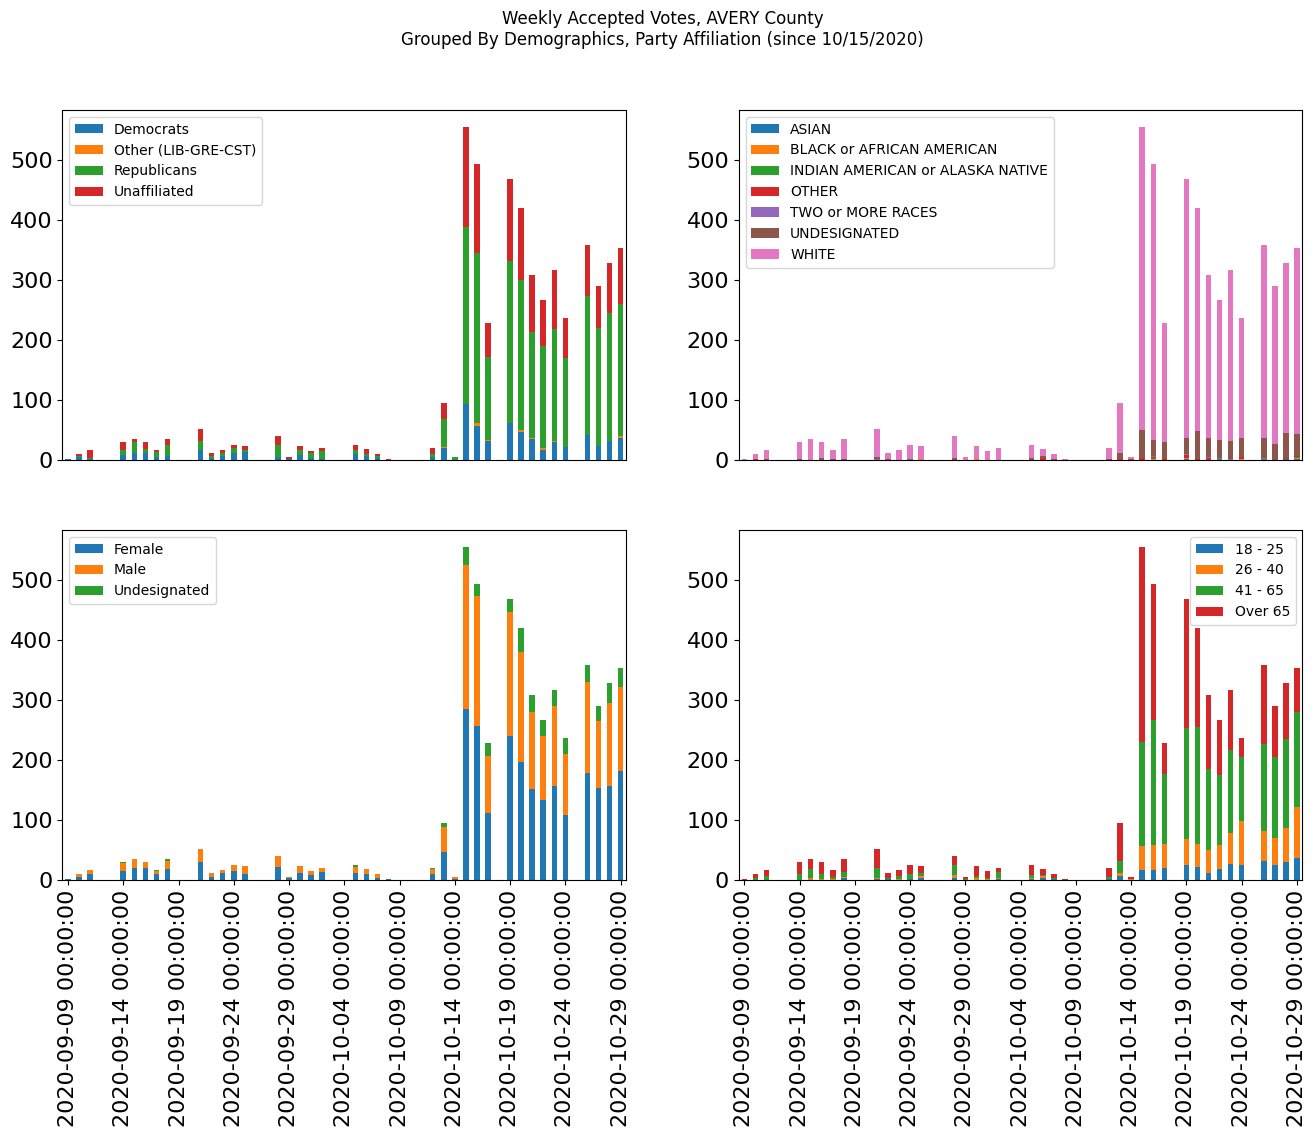 Weekly Accepted Votes, AVERY County
Grouped By Demographics, Party Affiliation (since 10/15/2020)
500
400
300
200
100
0
Democrats
Other (LIB-GRE-CST)
Republicans
Unaffiliated
500
400
300
200
100
0
ASIAN
BLACK or AFRICAN AMERICAN
INDIAN AMERICAN or ALASKA NATIVE
OTHER
TWO or MORE RACES
UNDESIGNATED
WHITE
500
400
300
200
100
0
Female
Male
Undesignated
2020-09-09 00:00:00
2020-09-14 00:00:00
2020-09-19 00:00:00
2020-09-24 00:00:00
2020-09-29 00:00:00
2020-10-04 00:00:00
2020-10-09 00:00:00
2020-10-14 00:00:00
2020-10-19 00:00:00
2020-10-24 00:00:00
2020-10-29 00:00:00
500
400
300
200
100
0
18 - 25
26 - 40
41 - 65
Over 65
2020-09-09 00:00:00
2020-09-14 00:00:00
2020-09-19 00:00:00
2020-09-24 00:00:00
2020-09-29 00:00:00
2020-10-04 00:00:00
2020-10-09 00:00:00
2020-10-14 00:00:00
2020-10-19 00:00:00
2020-10-24 00:00:00
2020-10-29 00:00:00